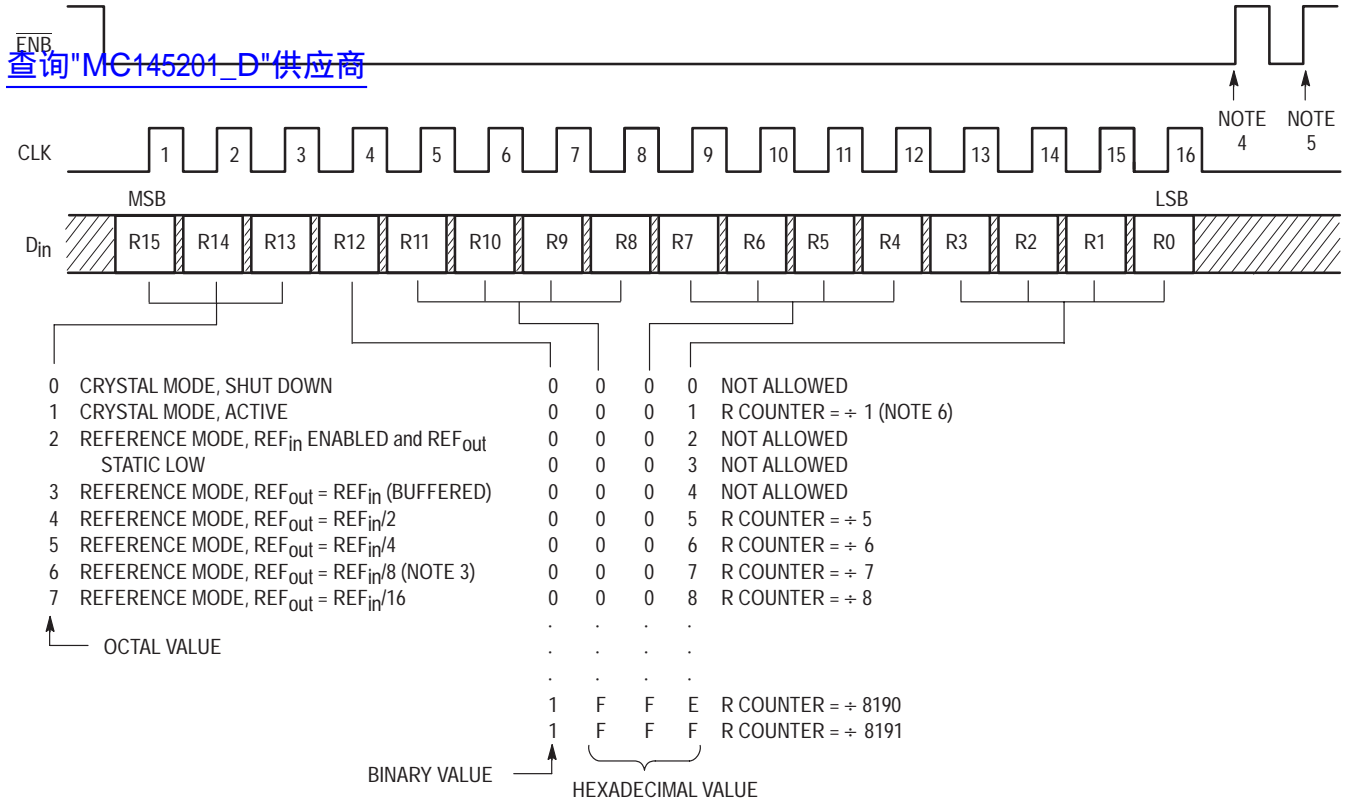 ENB
查询"MC145201_D"供应商
NOTE 4
NOTE 5
CLK 1 2 3 4 5 6 7 8 9 10 11 12 13 14 15 16
MSB LSB
Din R15 R14 R13 R12 R11 R10 R9 R8 R7 R6 R5 R4 R3 R2 R1 R0
0 CRYSTAL MODE, SHUT DOWN
1 CRYSTAL MODE, ACTIVE
2 REFERENCE MODE, REFin ENABLED and REFout
STATIC LOW
3 REFERENCE MODE, REFout = REFin (BUFFERED)
4 REFERENCE MODE, REFout = REFin/2
5 REFERENCE MODE, REFout = REFin/4
6 REFERENCE MODE, REFout = REFin/8 (NOTE 3)
7 REFERENCE MODE, REFout = REFin/16
OCTAL VALUE
0 0 0 0 NOT ALLOWED
0 0 0 1 R COUNTER = ÷ 1 (NOTE 6)
0 0 0 2 NOT ALLOWED
0 0 0 3 NOT ALLOWED
0 0 0 4 NOT ALLOWED
0 0 0 5 R COUNTER = ÷ 5
0 0 0 6 R COUNTER = ÷ 6
0 0 0 7 R COUNTER = ÷ 7
0 0 0 8 R COUNTER = ÷ 8
. . . .
. . . .
. . . .
1 F F E R COUNTER = ÷ 8190
1 F F F R COUNTER = ÷ 8191
BINARY VALUE
HEXADECIMAL VALUE